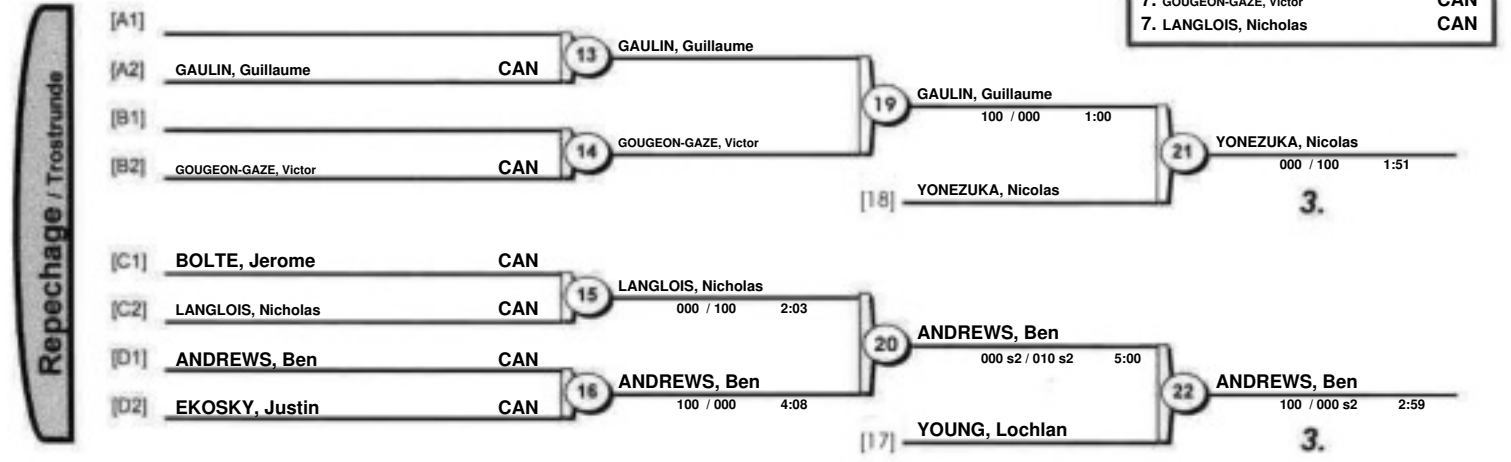 7. GOUGEON-GAZE, Victor CAN
7. LANGLOIS, Nicholas CAN
Repechage / Trostrunde
[A1]
[A2] GAULIN, Guillaume CAN
13 GAULIN, Guillaume
[B1]
[B2] GOUGEON-GAZE, Victor CAN
14 GOUGEON-GAZE, Victor
19 GAULIN, Guillaume
100 / 000 1:00
[18] YONEZUKA, Nicolas
21 YONEZUKA, Nicolas
000 / 100 1:51
3.
[C1] BOLTE, Jerome CAN
[C2] LANGLOIS, Nicholas CAN
15 LANGLOIS, Nicholas
000 / 100 2:03
[D1] ANDREWS, Ben CAN
[D2] EKOSKY, Justin CAN
16 ANDREWS, Ben
100 / 000 4:08
20 ANDREWS, Ben
000 s2 / 010 s2 5:00
[17] YOUNG, Lochlan
22 ANDREWS, Ben
100 / 000 s2 2:59
3.